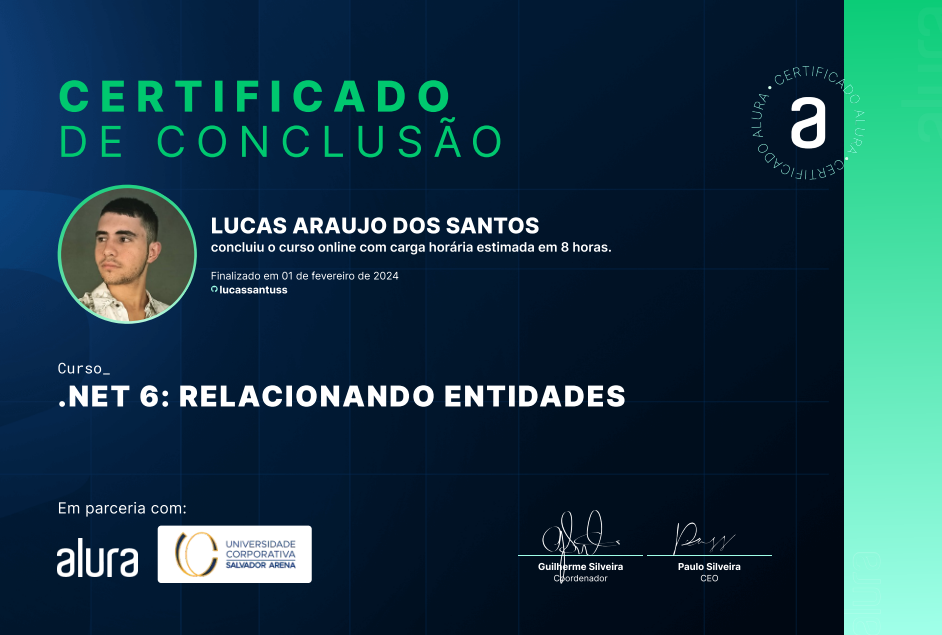 CERTIFICADO
DE CONCLUSÃO
CERTIFICADO ALURA • CERTIFICADO ALURA •
a
LUCAS ARAUJO DOS SANTOS
concluiu o curso online com carga horária estimada em 8 horas.
Finalizado em 01 de fevereiro de 2024
lucassantuss
Curso_
.NET 6: RELACIONANDO ENTIDADES
Em parceria com:
alura
UNIVERSIDADE
CORPORATIVA
SALVADOR ARENA
Guilherme Silveira
Coordenador
Paulo Silveira
CEO
alura